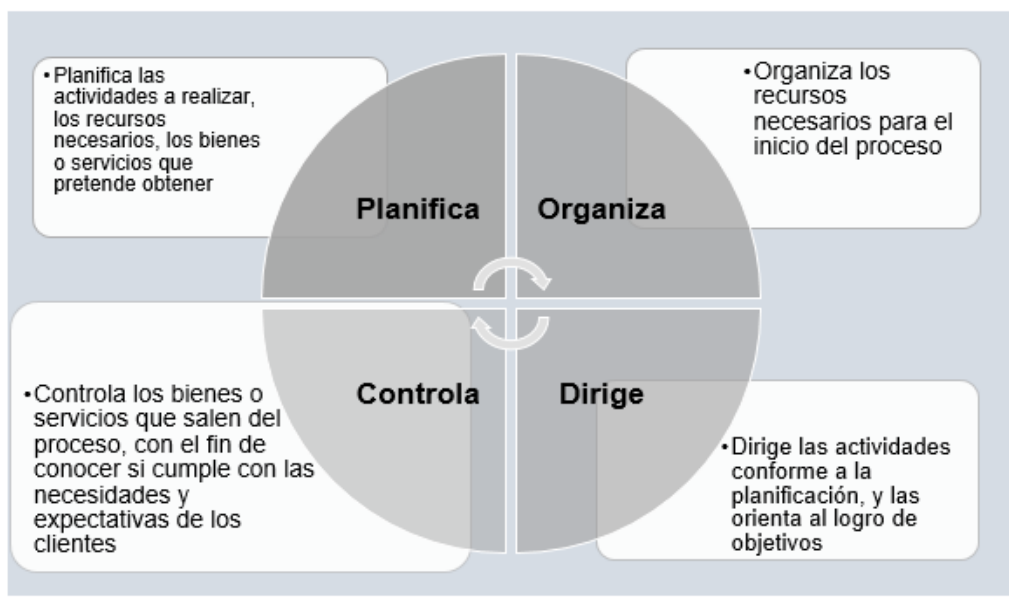 •Planifica las
actividades a realizar,
los recursos
necesarios, los bienes
o servicios que
pretende obtener
•Organiza los
recursos
necesarios para el
inicio del proceso
Planifica
Organiza
Controla
Dirige
•Controla los bienes o
servicios que salen del
proceso, con el fin de
conocer si cumple con las
necesidades y
expectativas de los
clientes
•Dirige las actividades
conforme a la
planificación, y las
orienta al logro de
objetivos